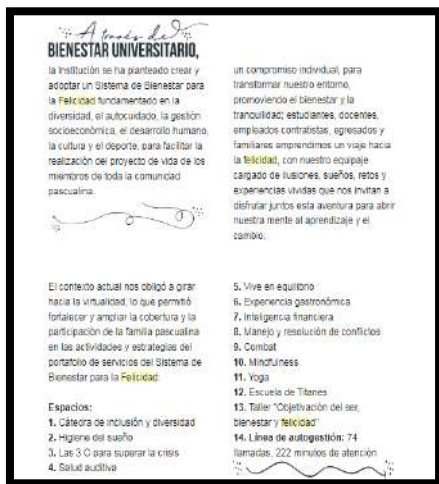 A través de
BIENESTAR UNIVERSITARIO,
la Institución se ha planteado crear y
adoptar un Sistema de Bienestar para
la Felicidad fundamentado en la
diversidad, el autocuidado, la gestión
socioeconómica, el desarrollo humano,
la cultura y el deporte, para facilitar la
realización del proyecto de vida de los
miembros de toda la comunidad
pascualina.
un compromiso individual, para
transformar nuestro entorno,
promoviendo el bienestar y la
tranquilidad; estudiantes, docentes,
empleados contratistas, egresados y
familiares emprendimos un viaje hacia
la felicidad, con nuestro equipaje
cargado de ilusiones, sueños, retos y
experiencias vividas que nos invitan a
disfrutar juntos esta aventura para abrir
nuestra mente al aprendizaje y el
cambio.
El contexto actual nos obligó a girar
hacia la virtualidad, lo que permitió
fortalecer y ampliar la cobertura y la
participación de la familia pascualina
en las actividades y estrategias del
portafolio de servicios del Sistema de
Bienestar para la Felicidad.
Espacios:
1. Cátedra de inclusión y diversidad
2. Higiene del sueño
3. Las 3 C para superar la crisis
4. Salud auditiva
5. Vive en equilibrio
6. Experiencia gastronómica
7. Inteligencia financiera
8. Manejo y resolución de conflictos
9. Combat
10. Mindfulness
11. Yoga
12. Escuela de Titanes
13. Taller "Objetivación del ser,
bienestar y felicidad"
14. Línea de autogestión: 74
llamadas, 222 minutos de atención